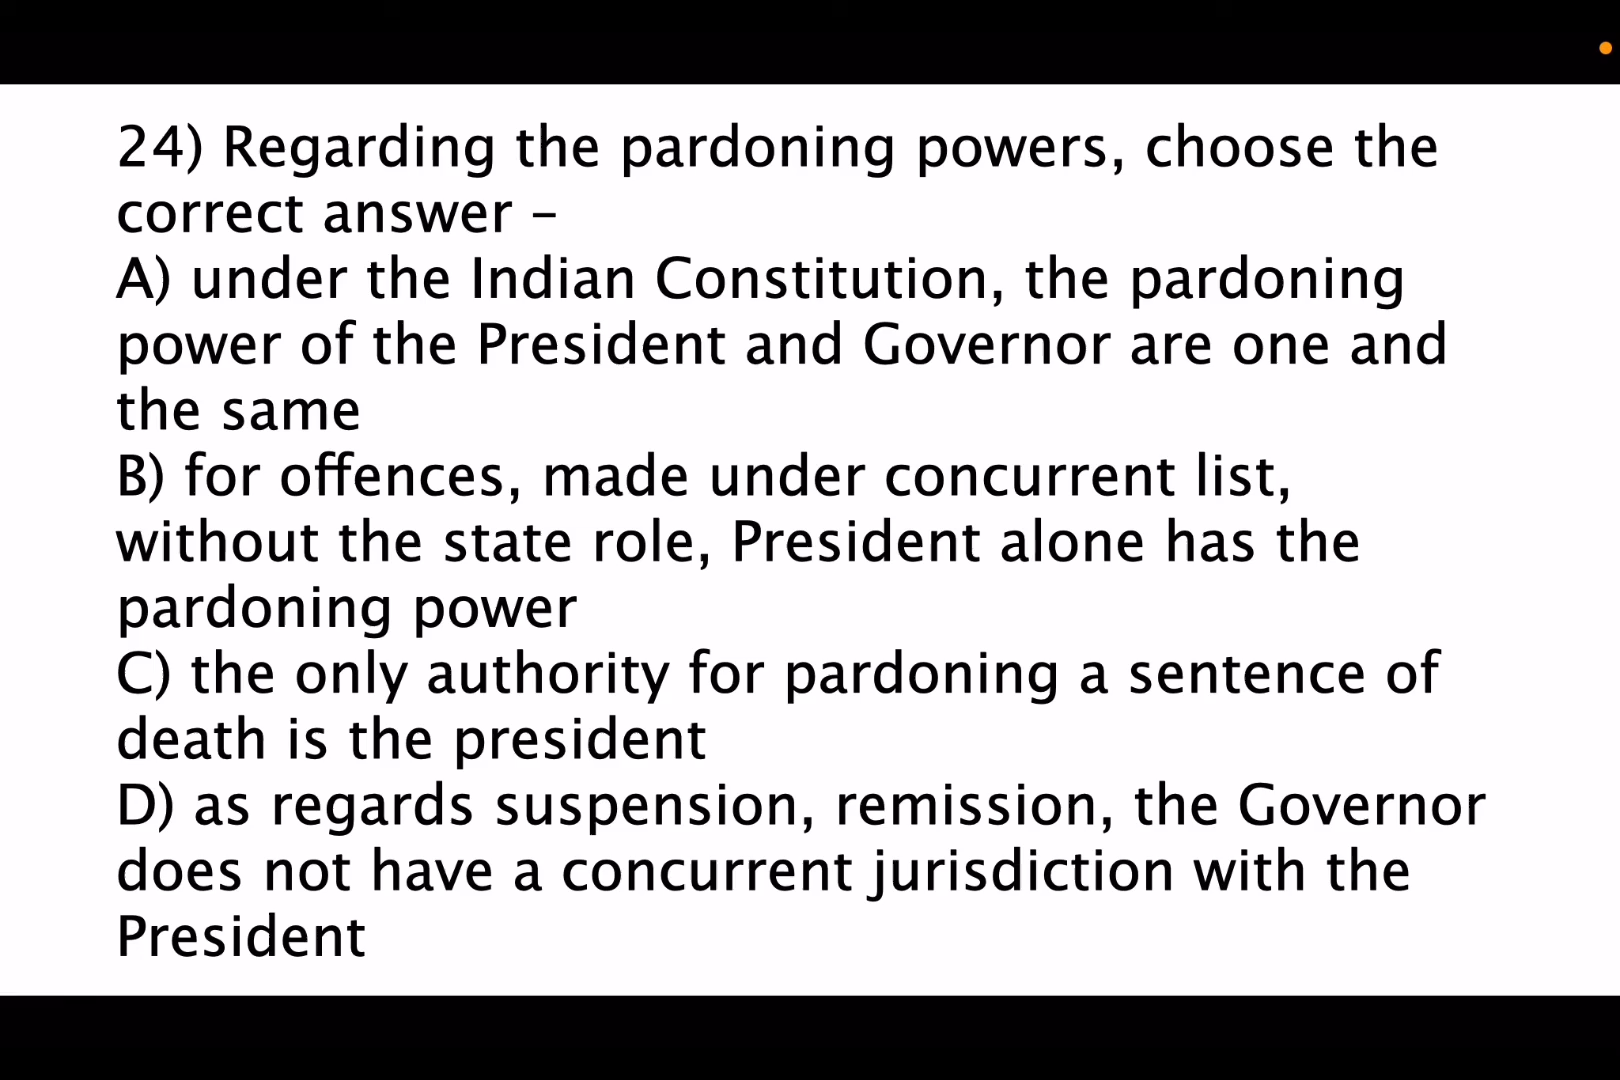 24) Regarding the pardoning powers, choose the
correct answer –
A) under the Indian Constitution, the pardoning
power of the President and Governor are one and
the same
B) for offences, made under concurrent list,
without the state role, President alone has the
pardoning power
C) the only authority for pardoning a sentence of
death is the president
D) as regards suspension, remission, the Governor
does not have a concurrent jurisdiction with the
President